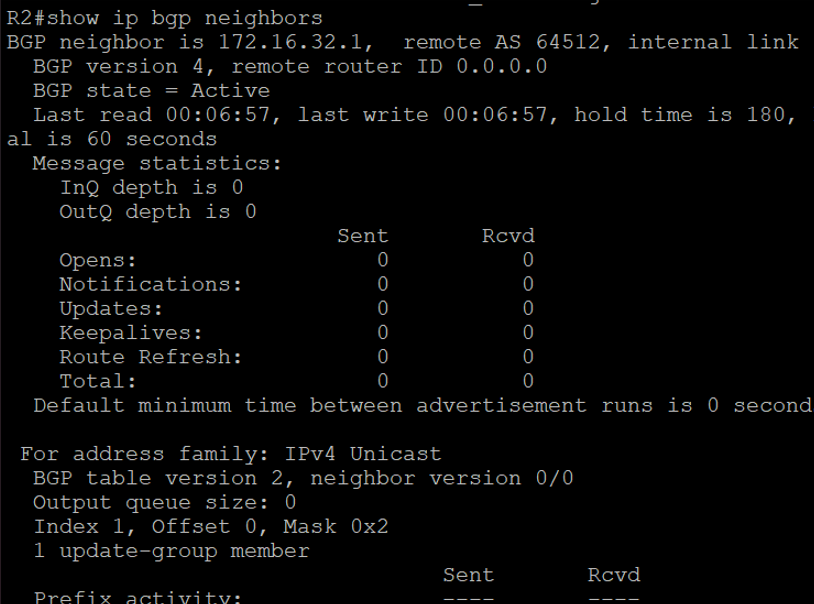 R2#show ip bgp neighbors
BGP neighbor is 172.16.32.1,  remote AS 64512, internal link
  BGP version 4, remote router ID 0.0.0.0
  BGP state = Active
  Last read 00:06:57, last write 00:06:57, hold time is 180,
al is 60 seconds
  Message statistics:
    InQ depth is 0
    OutQ depth is 0
                         Sent       Rcvd
    Opens:                  0          0
    Notifications:          0          0
    Updates:                0          0
    Keepalives:             0          0
    Route Refresh:          0          0
    Total:                  0          0
  Default minimum time between advertisement runs is 0 second

 For address family: IPv4 Unicast
  BGP table version 2, neighbor version 0/0
  Output queue size: 0
  Index 1, Offset 0, Mask 0x2
  1 update-group member
                                 Sent       Rcvd
  Prefix activity:               ----       ----